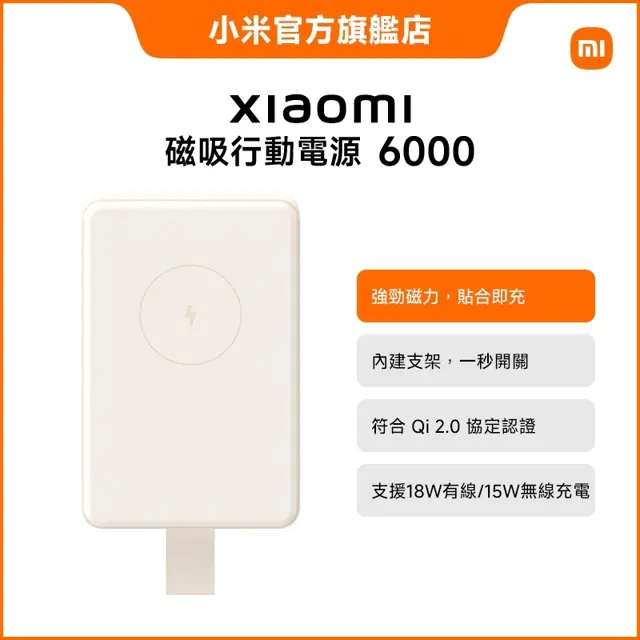 小米官方旗艦店
mi
xiaomi
磁吸行動電源 6000
強勁磁力，貼合即充
內建支架，一秒開關
符合 Qi 2.0 協定認證
支援18W有線/15W無線充電